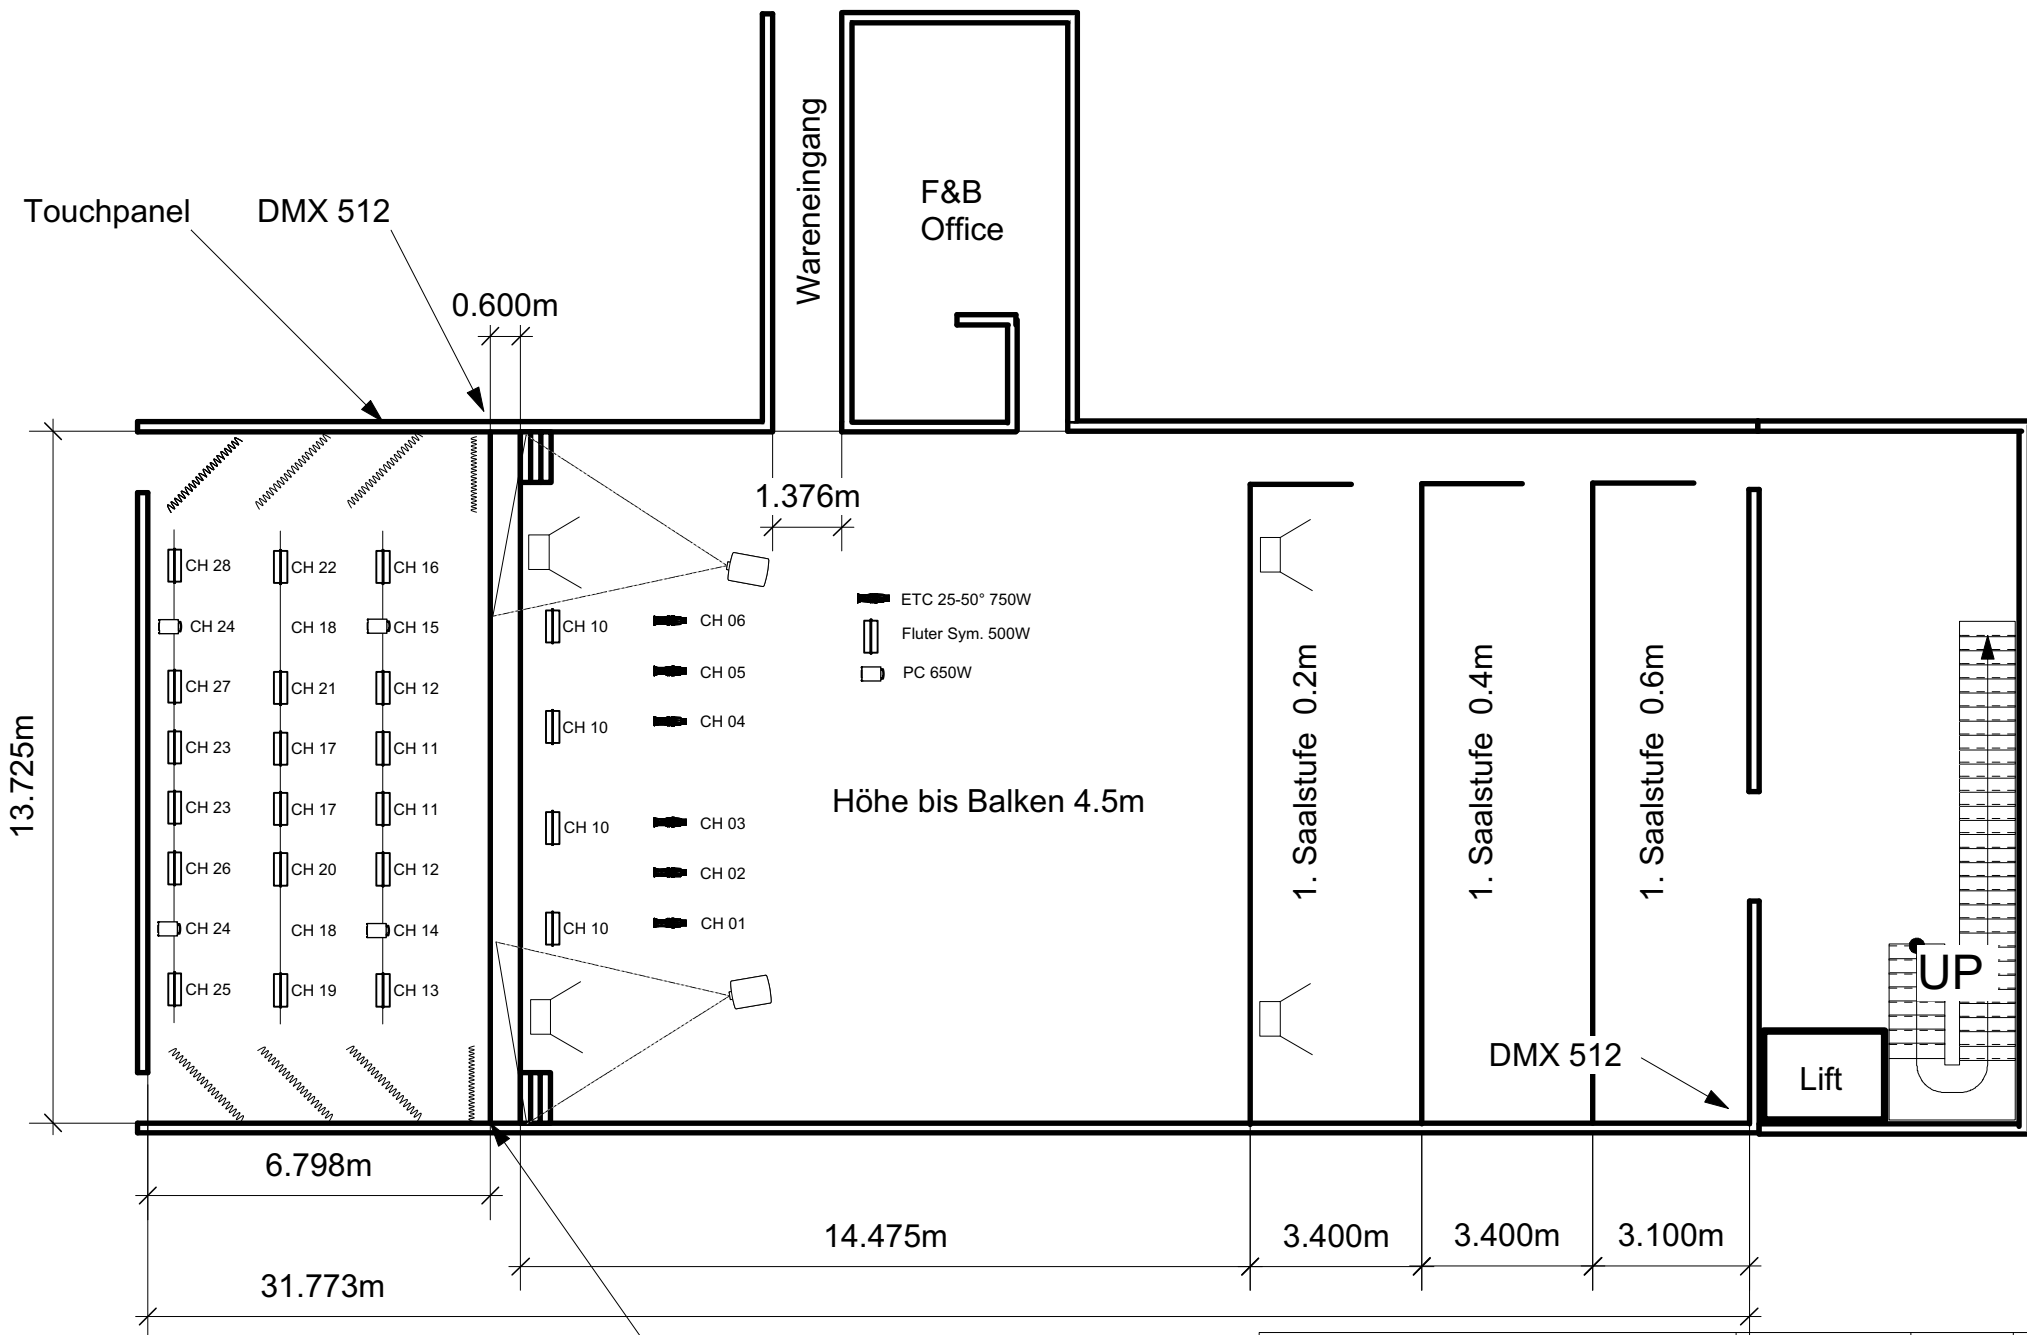 Wareneingang
F&B
Office
Touchpanel
DMX 512
0.600m
1.376m
13.725m
CH 28
CH 22
CH 16
CH 24
CH 18
CH 15
CH 27
CH 21
CH 12
CH 23
CH 17
CH 11
CH 23
CH 17
CH 11
CH 26
CH 20
CH 12
CH 24
CH 18
CH 14
CH 25
CH 19
CH 13
CH 10
CH 10
CH 10
CH 10
CH 06
CH 05
CH 04
CH 03
CH 02
CH 01
ETC 25-50° 750W
Fluter Sym. 500W
PC 650W
Höhe bis Balken 4.5m
1. Saalstufe 0.2m
1. Saalstufe 0.4m
1. Saalstufe 0.6m
UP
DMX 512
Lift
6.798m
14.475m
3.400m
3.400m
3.100m
31.773m